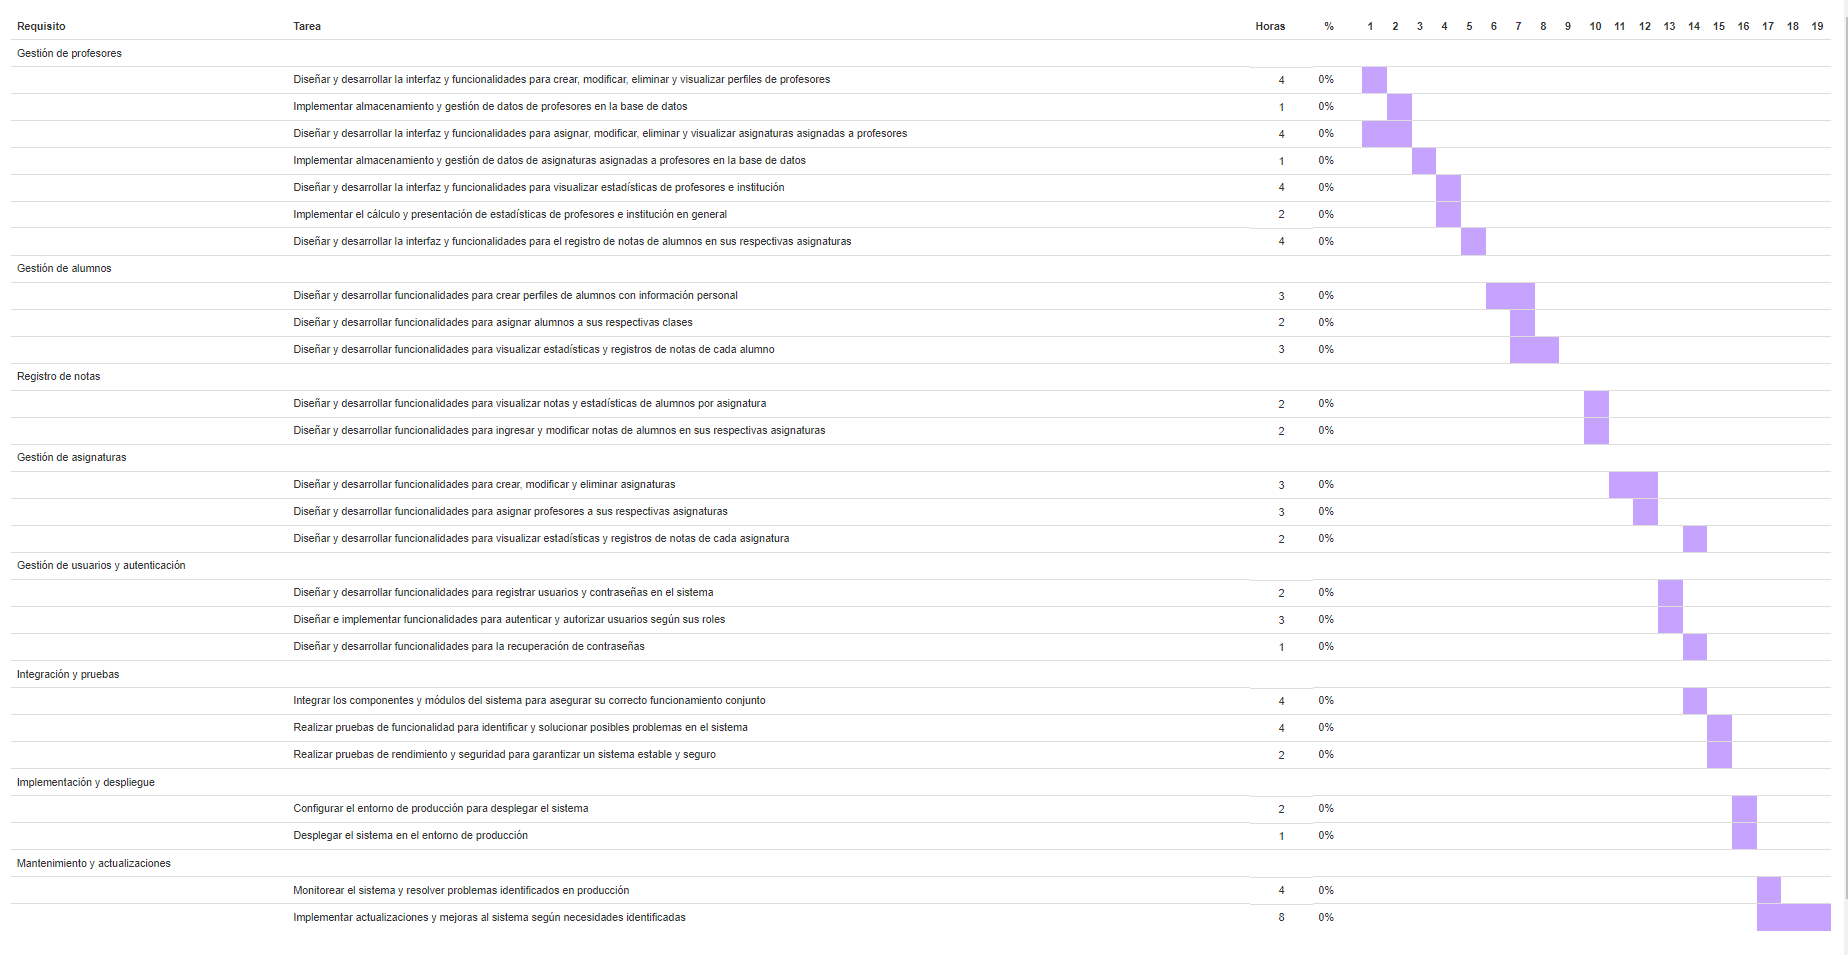 Requisito Tarea Horas % 1 2 3 4 5 6 7 8 9 10 11 12 13 14 15 16 17 18 19
Gestión de profesores
Diseñar y desarrollar la interfaz y funcionalidades para crear, modificar, eliminar y visualizar perfiles de profesores 4 0%
Implementar almacenamiento y gestión de datos de profesores en la base de datos 1 0%
Diseñar y desarrollar la interfaz y funcionalidades para asignar, modificar, eliminar y visualizar asignaturas asignadas a profesores 4 0%
Implementar almacenamiento y gestión de datos de asignaturas asignadas a profesores en la base de datos 1 0%
Diseñar y desarrollar la interfaz y funcionalidades para visualizar estadísticas de profesores e institución 4 0%
Implementar el cálculo y presentación de estadísticas de profesores e institución en general 2 0%
Diseñar y desarrollar la interfaz y funcionalidades para el registro de notas de alumnos en sus respectivas asignaturas 4 0%
Gestión de alumnos
Diseñar y desarrollar funcionalidades para crear perfiles de alumnos con información personal 3 0%
Diseñar y desarrollar funcionalidades para asignar alumnos a sus respectivas clases 2 0%
Diseñar y desarrollar funcionalidades para visualizar estadísticas y registros de notas de cada alumno 3 0%
Registro de notas
Diseñar y desarrollar funcionalidades para visualizar notas y estadísticas de alumnos por asignatura 2 0%
Diseñar y desarrollar funcionalidades para ingresar y modificar notas de alumnos en sus respectivas asignaturas 2 0%
Gestión de asignaturas
Diseñar y desarrollar funcionalidades para crear, modificar y eliminar asignaturas 3 0%
Diseñar y desarrollar funcionalidades para asignar profesores a sus respectivas asignaturas 3 0%
Diseñar y desarrollar funcionalidades para visualizar estadísticas y registros de notas de cada asignatura 2 0%
Gestión de usuarios y autenticación
Diseñar y desarrollar funcionalidades para registrar usuarios y contraseñas en el sistema 2 0%
Diseñar e implementar funcionalidades para autenticar y autorizar usuarios según sus roles 3 0%
Diseñar y desarrollar funcionalidades para la recuperación de contraseñas 1 0%
Integración y pruebas
Integrar los componentes y módulos del sistema para asegurar su correcto funcionamiento conjunto 4 0%
Realizar pruebas de funcionalidad para identificar y solucionar posibles problemas en el sistema 4 0%
Realizar pruebas de rendimiento y seguridad para garantizar un sistema estable y seguro 2 0%
Implementación y despliegue
Configurar el entorno de producción para desplegar el sistema 2 0%
Desplegar el sistema en el entorno de producción 1 0%
Mantenimiento y actualizaciones
Monitorear el sistema y resolver problemas identificados en producción 4 0%
Implementar actualizaciones y mejoras al sistema según necesidades identificadas 8 0%